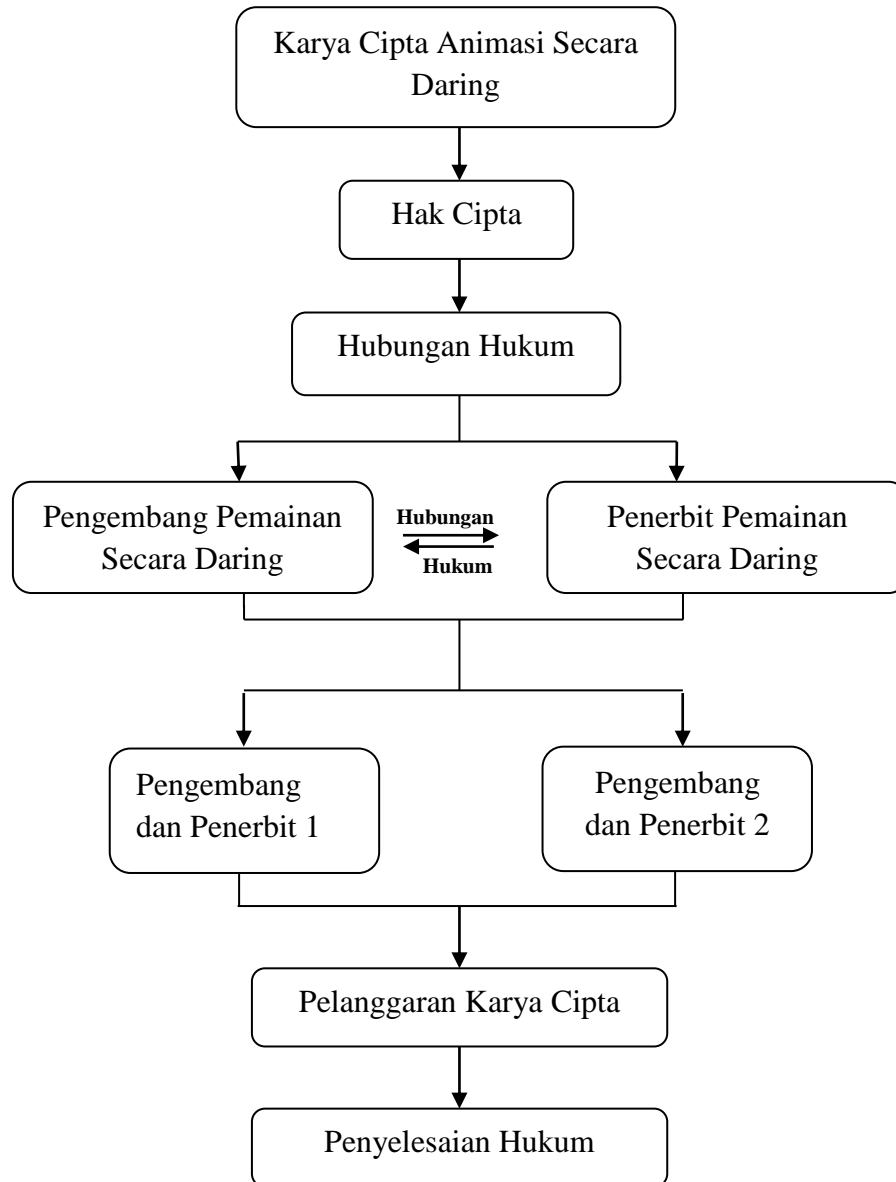 Karya Cipta Animasi Secara
Daring
Hak Cipta
Hubungan Hukum
Pengembang Pemainan
Secara Daring
Hubungan
Hukum
Penerbit Pemainan
Secara Daring
Pengembang
dan Penerbit 1
Pengembang
dan Penerbit 2
Pelanggaran Karya Cipta
Penyelesaian Hukum